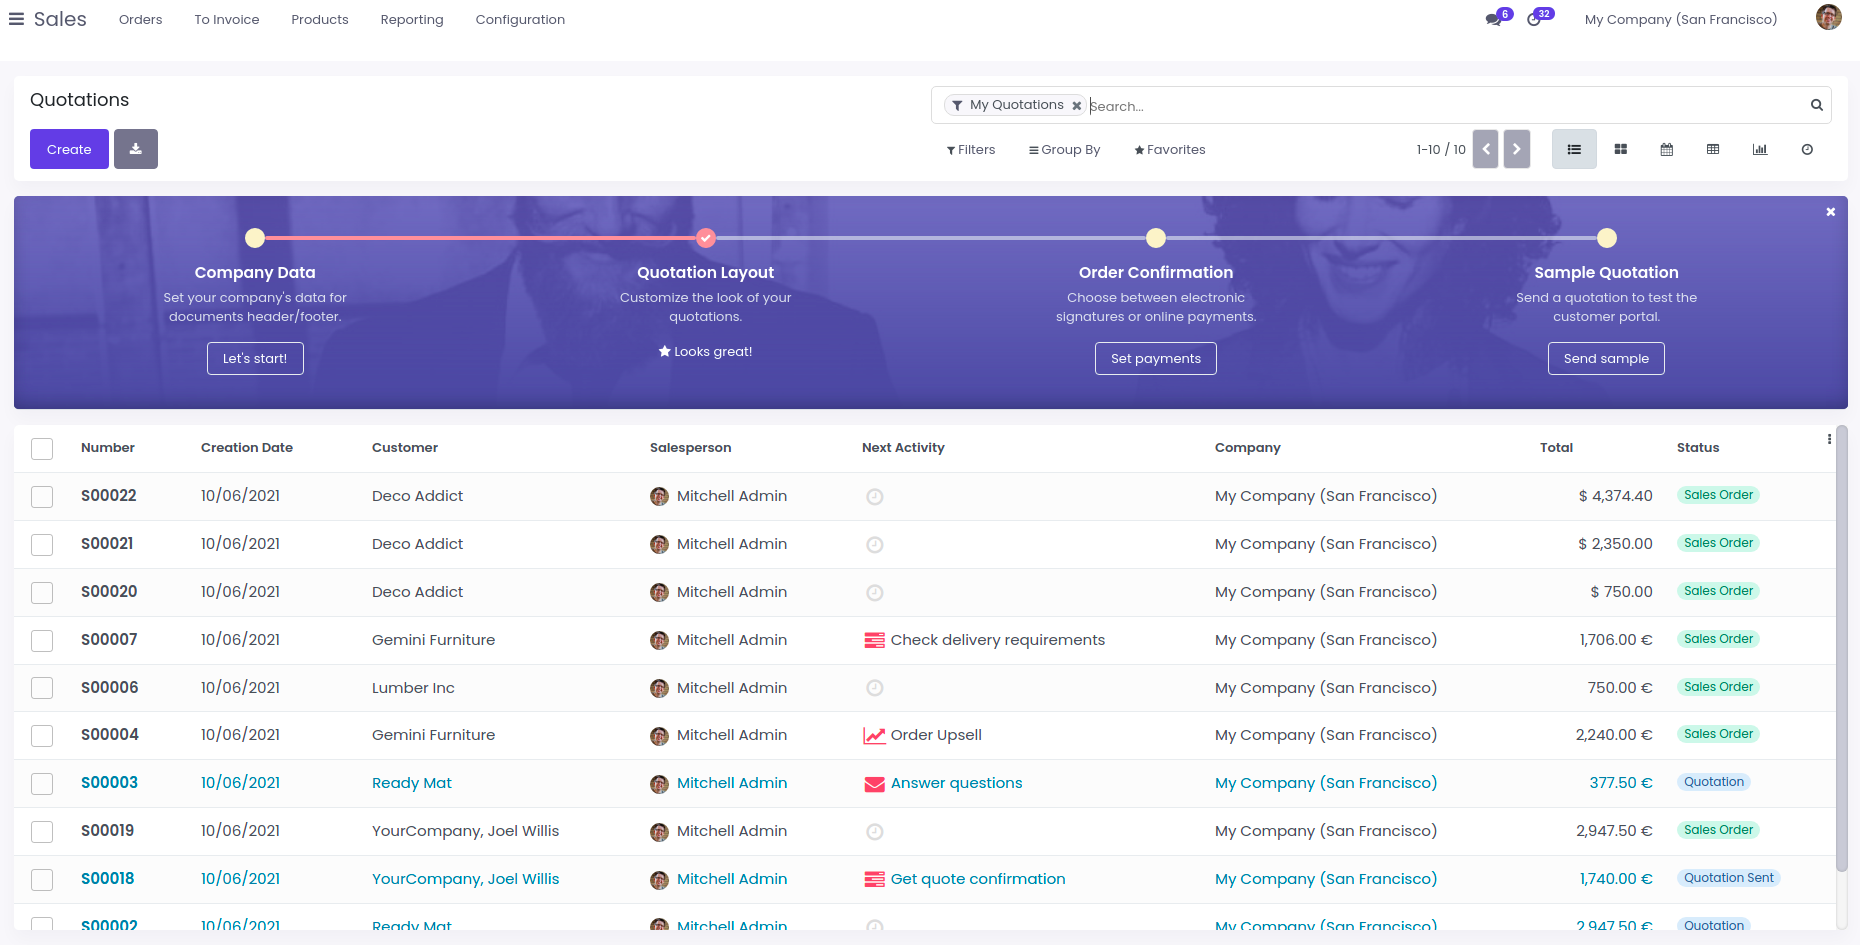 Sales Orders To Invoice Products Reporting Configuration 6 32 My Company (San Francisco)
Quotations
My Quotations Search...
Create Filters Group By Favorites 1-10 / 10
Company Data Quotation Layout Order Confirmation Sample Quotation
Set your company's data for Customize the look of your Choose between electronic Send a quotation to test the
documents header/footer. quotations. signatures or online payments. customer portal.
Let's start! Looks great! Set payments Send sample
Number Creation Date Customer Salesperson Next Activity Company Total Status
S00022 10/06/2021 Deco Addict Mitchell Admin My Company (San Francisco) $ 4,374.40 Sales Order
S00021 10/06/2021 Deco Addict Mitchell Admin My Company (San Francisco) $ 2,350.00 Sales Order
S00020 10/06/2021 Deco Addict Mitchell Admin My Company (San Francisco) $ 750.00 Sales Order
S00007 10/06/2021 Gemini Furniture Mitchell Admin Check delivery requirements My Company (San Francisco) 1,706.00 € Sales Order
S00006 10/06/2021 Lumber Inc Mitchell Admin My Company (San Francisco) 750.00 € Sales Order
S00004 10/06/2021 Gemini Furniture Mitchell Admin Order Upsell My Company (San Francisco) 2,240.00 € Sales Order
S00003 10/06/2021 Ready Mat Mitchell Admin Answer questions My Company (San Francisco) 377.50 € Quotation
S00019 10/06/2021 YourCompany, Joel Willis Mitchell Admin My Company (San Francisco) 2,947.50 € Sales Order
S00018 10/06/2021 YourCompany, Joel Willis Mitchell Admin Get quote confirmation My Company (San Francisco) 1,740.00 € Quotation Sent
S00002 10/06/2021 Ready Mat Mitchell Admin My Company (San Francisco) 2,947.50 € Quotation